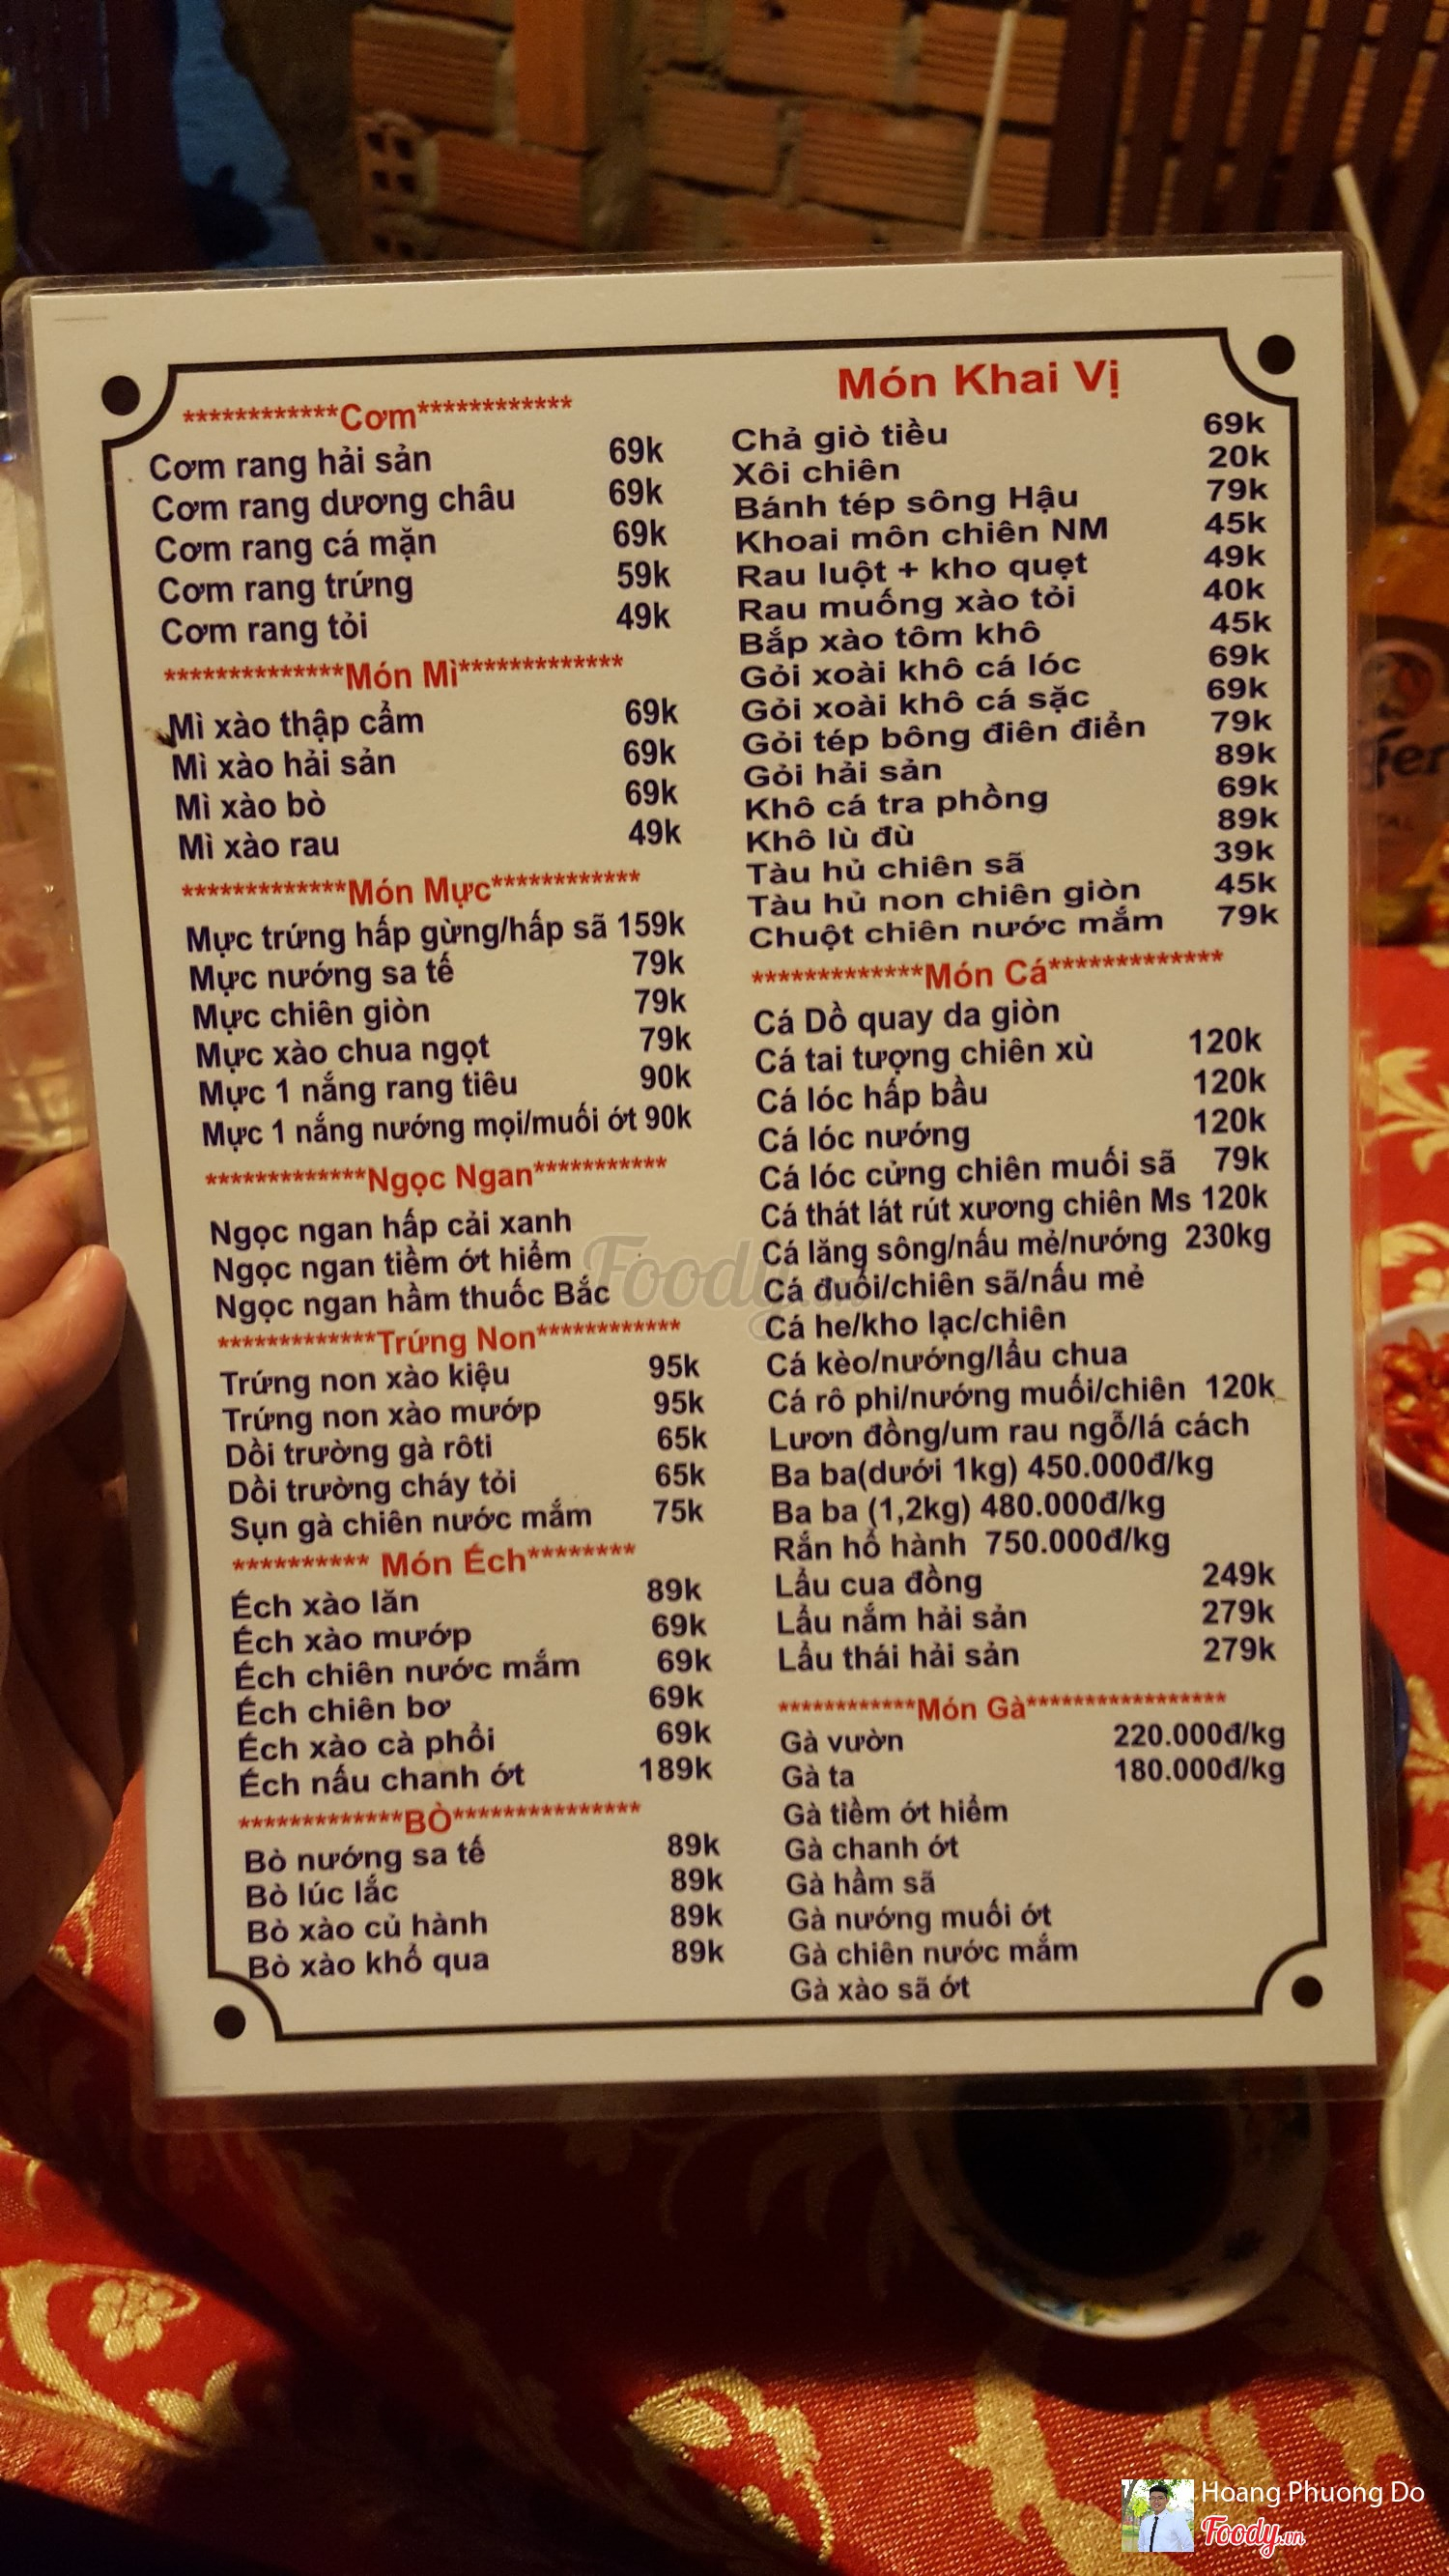 ************Cơm************
Cơm rang hải sản 69k
Cơm rang dương châu 69k
Cơm rang cá mặn 69k
Cơm rang trứng 59k
Cơm rang tỏi 49k
**************Món Mì*************
Mì xào thập cẩm 69k
Mì xào hải sản 69k
Mì xào bò 69k
Mì xào rau 49k
*************Món Mực************
Mực trứng hấp gừng/hấp sã 159k
Mực nướng sa tế 79k
Mực chiên giòn 79k
Mực xào chua ngọt 79k
Mực 1 nắng rang tiêu 90k
Mực 1 nắng nướng mọi/muối ớt 90k
*************Ngọc Ngan***********
Ngọc ngan hấp cải xanh
Ngọc ngan tiềm ớt hiểm
Ngọc ngan hầm thuốc Bắc
*************Trứng Non************
Trứng non xào kiệu 95k
Trứng non xào mướp 95k
Dồi trường gà rôti 65k
Dồi trường cháy tỏi 65k
Sụn gà chiên nước mắm 75k
********** Món Éch********
Éch xào lăn 89k
Éch xào mướp 69k
Éch chiên nước mắm 69k
Éch chiên bơ 69k
Éch xào cà phổi 69k
Éch nấu chanh ớt 189k
*************BÒ***************
Bò nướng sa tế 89k
Bò lúc lắc 89k
Bò xào củ hành 89k
Bò xào khổ qua 89k
Món Khai Vị
Chả giò tiều 69k
Xôi chiên 20k
Bánh tép sông Hậu 79k
Khoai môn chiên NM 45k
Rau luột + kho quẹt 49k
Rau muống xào tỏi 40k
Bắp xào tôm khô 45k
Gỏi xoài khô cá lóc 69k
Gỏi xoài khô cá sặc 69k
Gỏi tép bông điên điển 79k
Gỏi hải sản 89k
Khô cá tra phồng 69k
Khô lù đù 89k
Tàu hủ chiên sã 39k
Tàu hủ non chiên giòn 45k
Chuột chiên nước mắm 79k
*************Món Cá*************
Cá Dồ quay da giòn
Cá tai tượng chiên xù 120k
Cá lóc hấp bầu 120k
Cá lóc nướng 120k
Cá lóc cửng chiên muối sã 79k
Cá thát lát rút xương chiên Ms 120k
Cá lăng sông/nấu mẻ/nướng 230kg
Cá đuối/chiên sã/nấu mẻ
Cá he/kho lạc/chiên
Cá kèo/nướng/lẩu chua
Cá rô phi/nướng muối/chiên 120k
Lươn đồng/um rau ngỗ/lá cách
Ba ba(dưới 1kg) 450.000đ/kg
Ba ba (1,2kg) 480.000đ/kg
Rắn hổ hành 750.000đ/kg
Lẩu cua đồng 249k
Lẩu nắm hải sản 279k
Lẩu thái hải sản 279k
************Món Gà*****************
Gà vườn 220.000đ/kg
Gà ta 180.000đ/kg
Gà tiềm ớt hiểm
Gà chanh ớt
Gà hầm sã
Gà nướng muối ớt
Gà chiên nước mắm
Gà xào sã ớt
Foody.vn
Hoang Phuong Do
Foody.vn